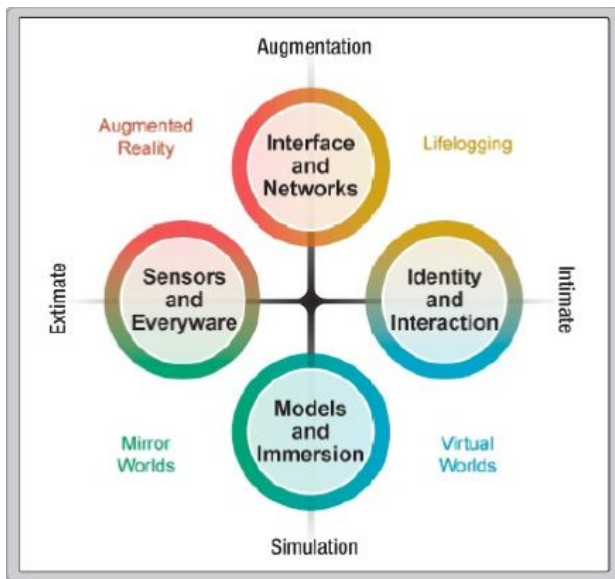 Augmentation
Augmented
Reality
Interface
and
Networks
Lifelogging
Extimate
Sensors
and
Everyware
Identity
and
Interaction
Intimate
Mirror
Worlds
Models
and
Immersion
Virtual
Worlds
Simulation